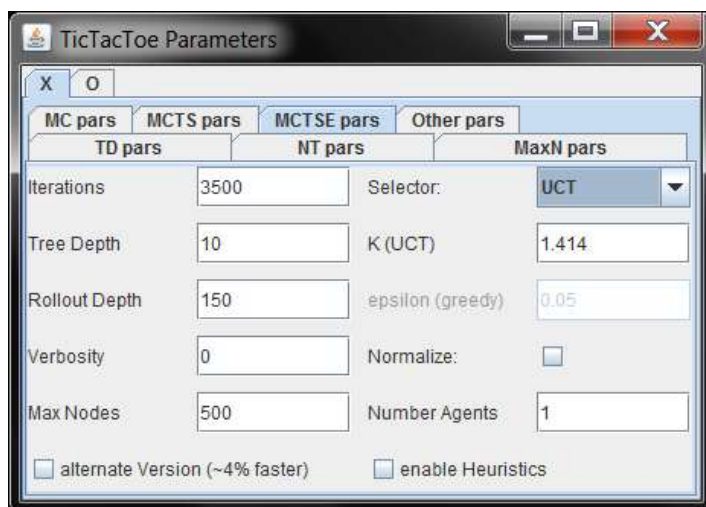 TicTacToe Parameters
X O
MC pars MCTS pars MCTSE pars Other pars
TD pars NT pars MaxN pars
Iterations 3500 Selector: UCT
Tree Depth 10 K (UCT) 1.414
Rollout Depth 150 epsilon (greedy) 0.05
Verbosity 0 Normalize:
Max Nodes 500 Number Agents 1
alternate Version (~4% faster) enable Heuristics